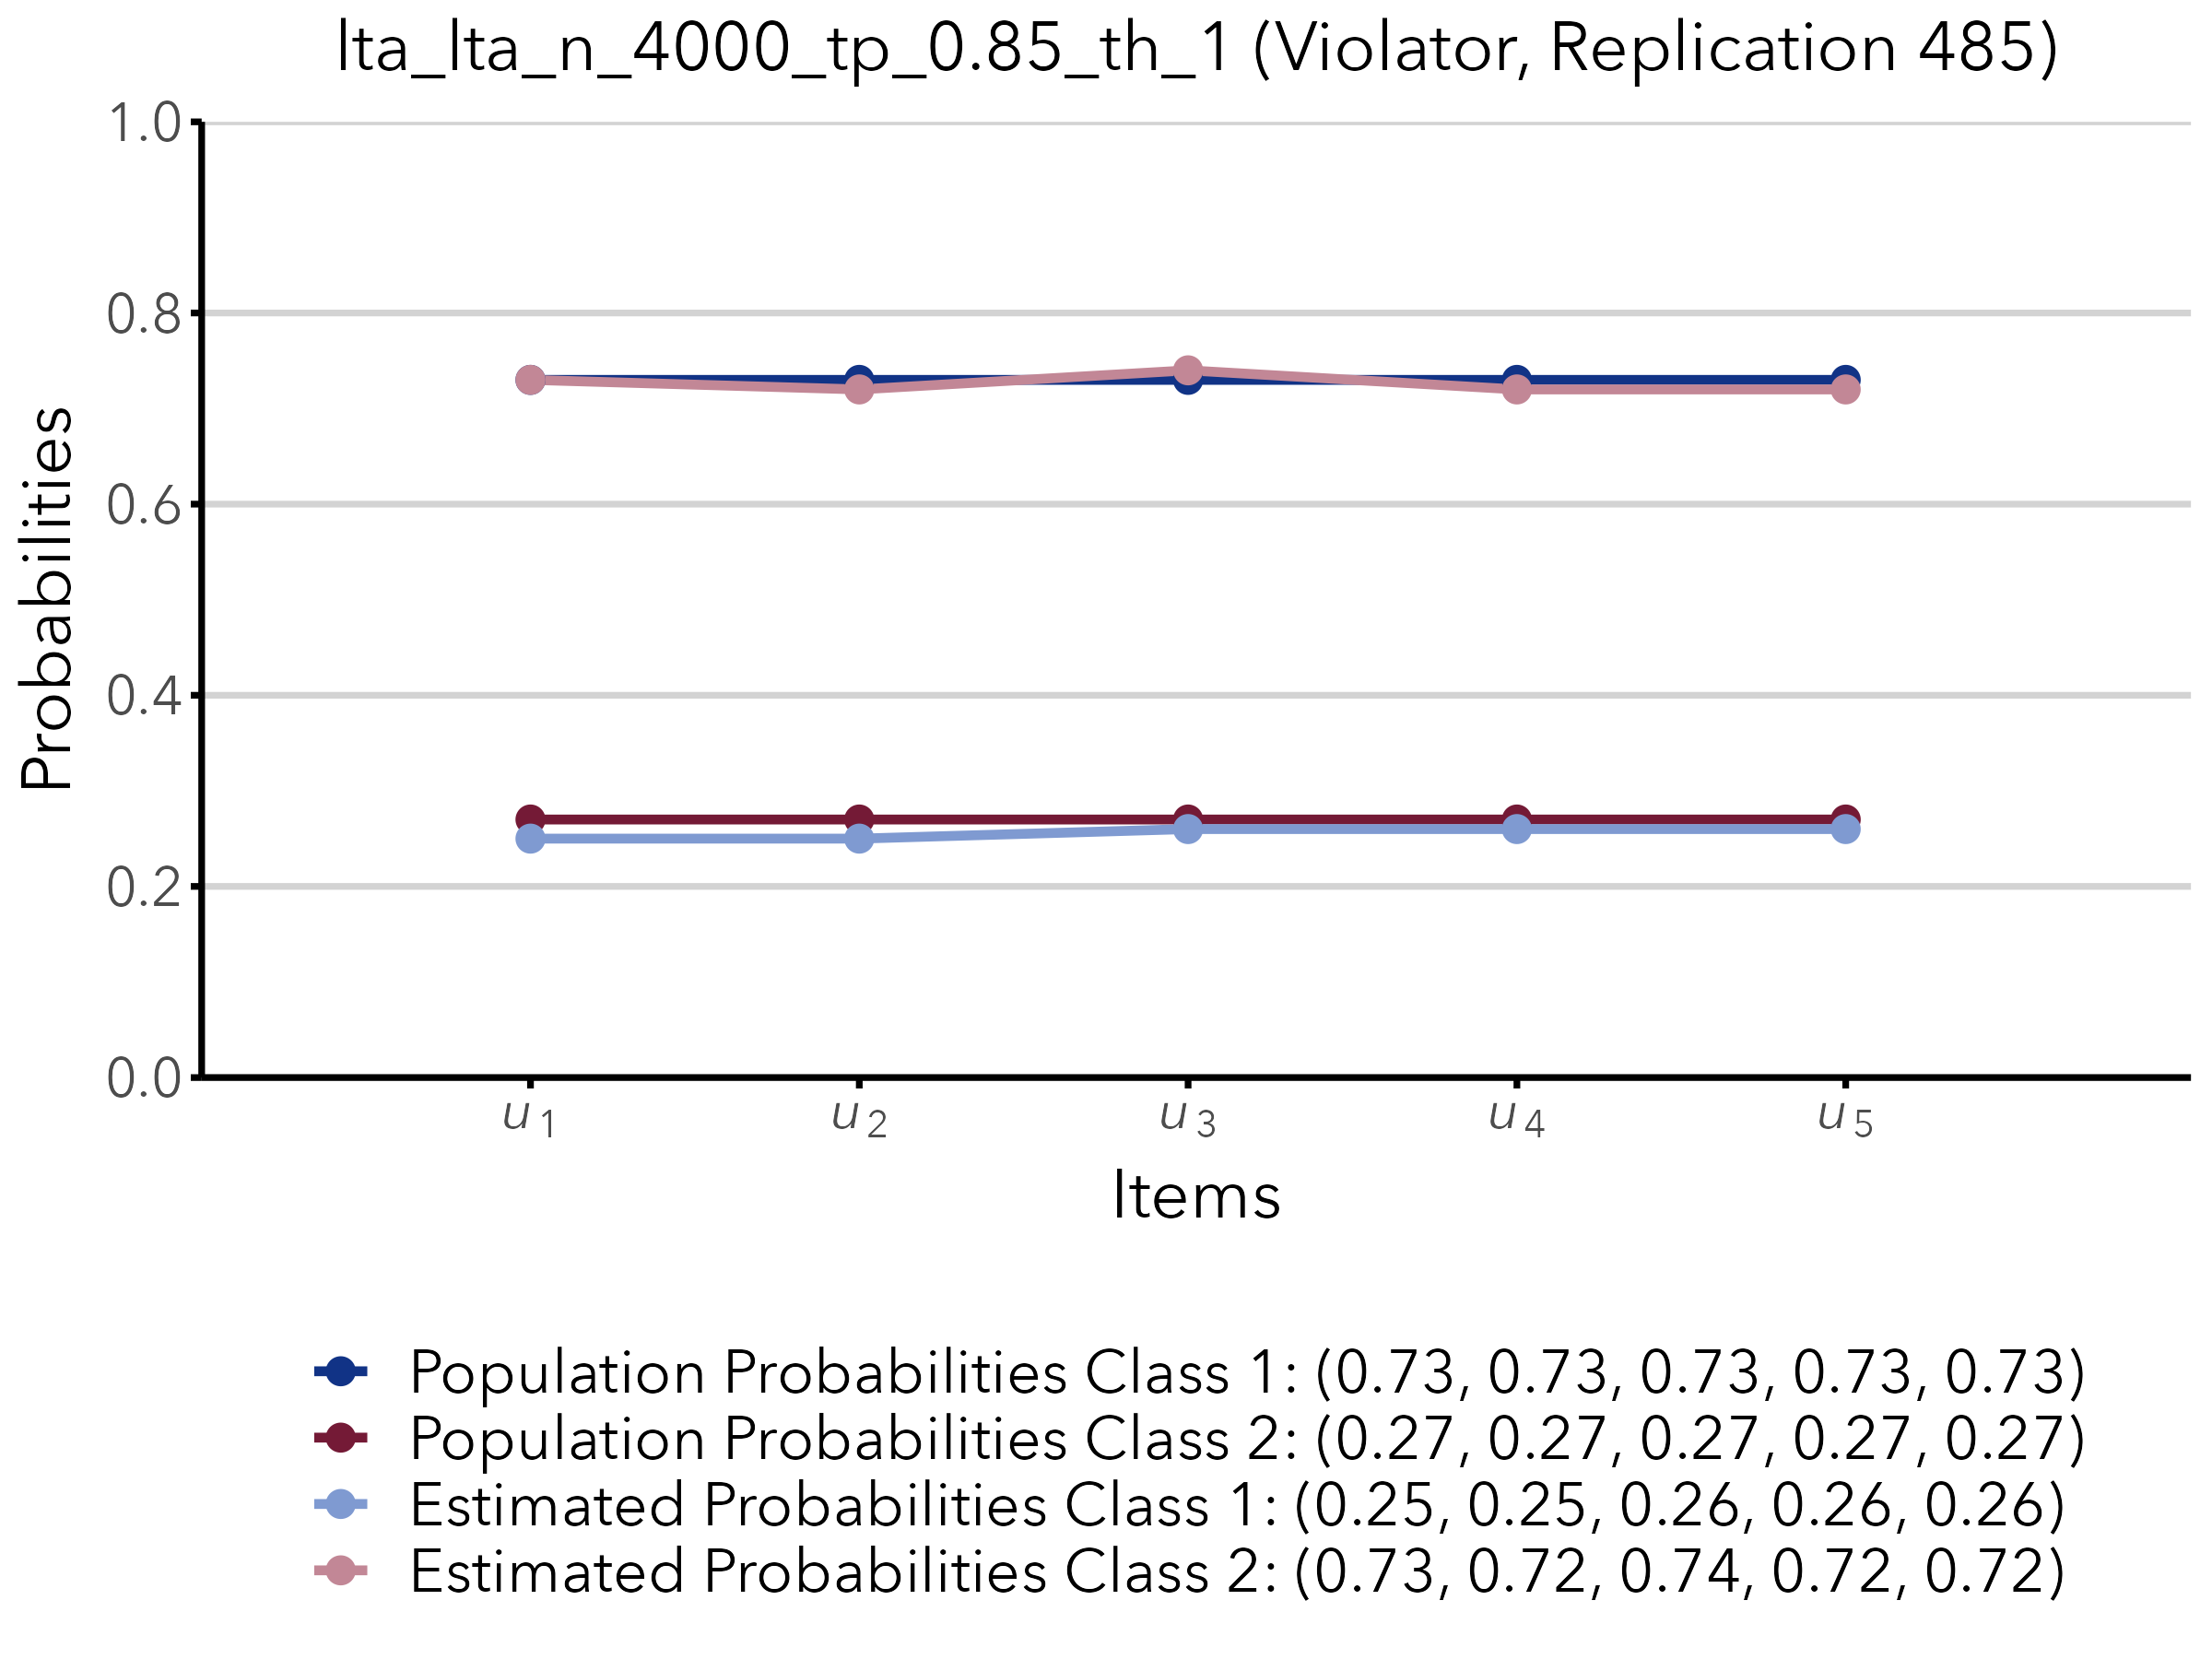 lta_lta_n_4000_tp_0.85_th_1 (Violator, Replication 485)
1.0
0.8
0.6
0.4
0.2
0.0
Probabilities
u1 u2 u3 u4 u5
Items
Population Probabilities Class 1: (0.73, 0.73, 0.73, 0.73, 0.73)
Population Probabilities Class 2: (0.27, 0.27, 0.27, 0.27, 0.27)
Estimated Probabilities Class 1: (0.25, 0.25, 0.26, 0.26, 0.26)
Estimated Probabilities Class 2: (0.73, 0.72, 0.74, 0.72, 0.72)